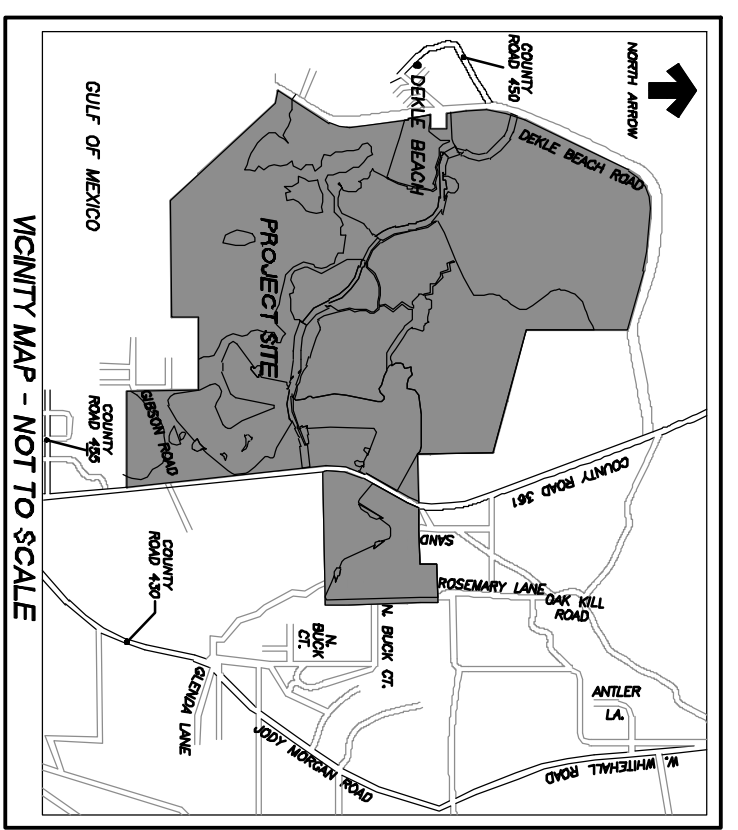 NORTH ARROW
COUNTY
ROAD 450
DEKLE BEACH
DEKLE BEACH ROAD
GULF OF MEXICO
PROJECT SITE
GIBSON ROAD
COUNTY
ROAD 455
COUNTY ROAD 361
SAND
ROSEMARY LANE
OAK KILL
ROAD
COUNTY
ROAD 430
N.
BUCK
CT.
N. BUCK CT.
ANTLER
LA.
GLENDA LANE
JODY MORGAN ROAD
W. WHITEHALL ROAD
VICINITY MAP - NOT TO SCALE